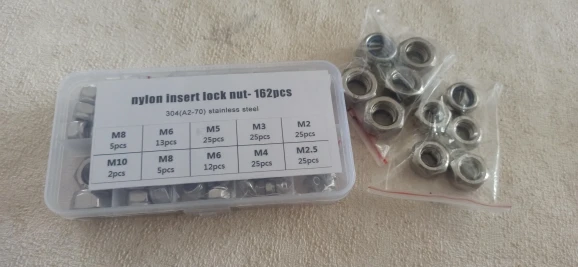 nylon insert lock nut- 162pcs
304(A2-70) stainless steel
M8 M6 M5 M3 M2
5pcs 13pcs 25pcs 25pcs 25pcs
M10 M8 M6 M4 M2.5
2pcs 5pcs 12pcs 25pcs 25pcs